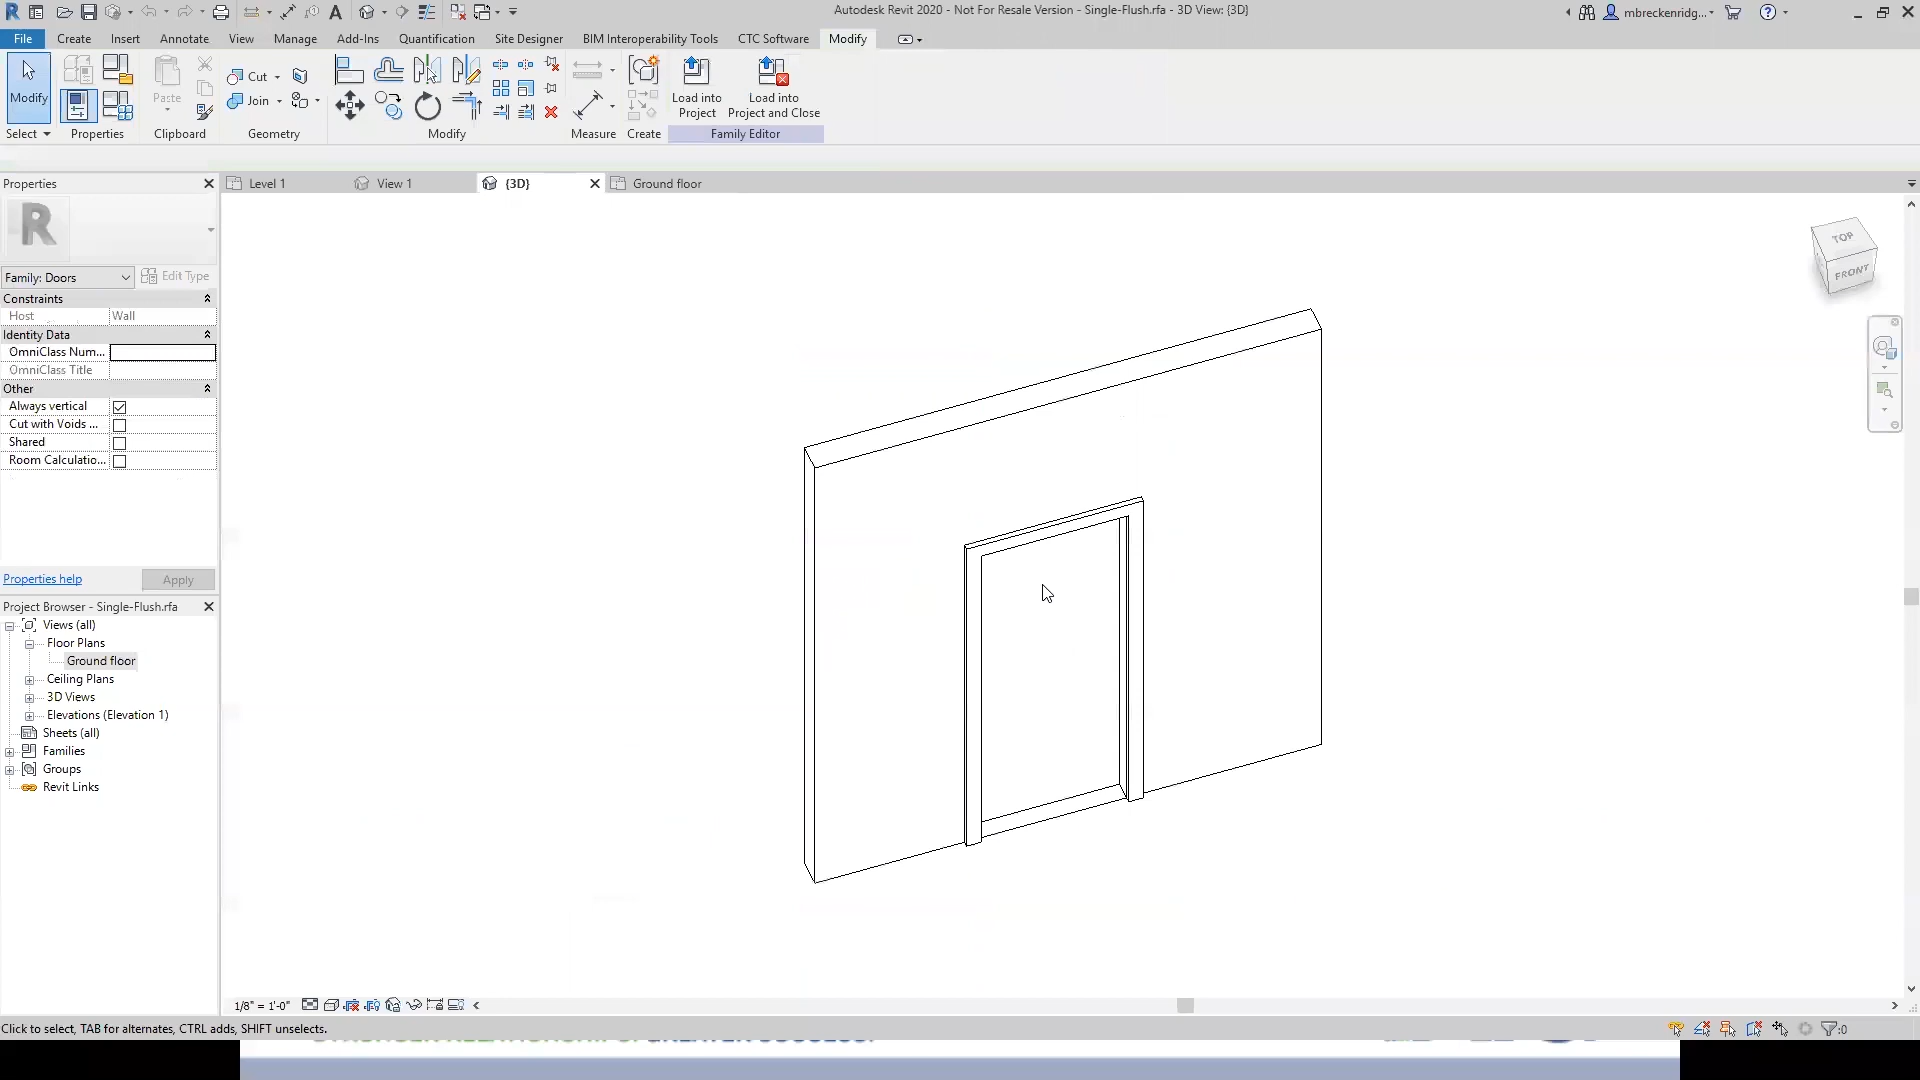 Autodesk Revit 2020 - Not For Resale Version - Single-Flush.rfa - 3D View: {3D}
mbreckenridg...
File Create Insert Annotate View Manage Add-Ins Quantification Site Designer BIM Interoperability Tools CTC Software Modify
Modify
Paste
Cut
Join
Load into
Project
Load into
Project and Close
Select Properties Clipboard Geometry Modify Measure Create Family Editor
Properties
Level 1
View 1
{3D}
Ground floor
R
TOP
FRONT
Family: Doors
Edit Type
Constraints
Host Wall
Identity Data
OmniClass Num...
OmniClass Title
Other
Always vertical
Cut with Voids ...
Shared
Room Calculatio...
Properties help
Apply
Project Browser - Single-Flush.rfa
Views (all)
Floor Plans
Ground floor
Ceiling Plans
3D Views
Elevations (Elevation 1)
Sheets (all)
Families
Groups
Revit Links
1/8" = 1'-0"
Click to select, TAB for alternates, CTRL adds, SHIFT unselects.
:0